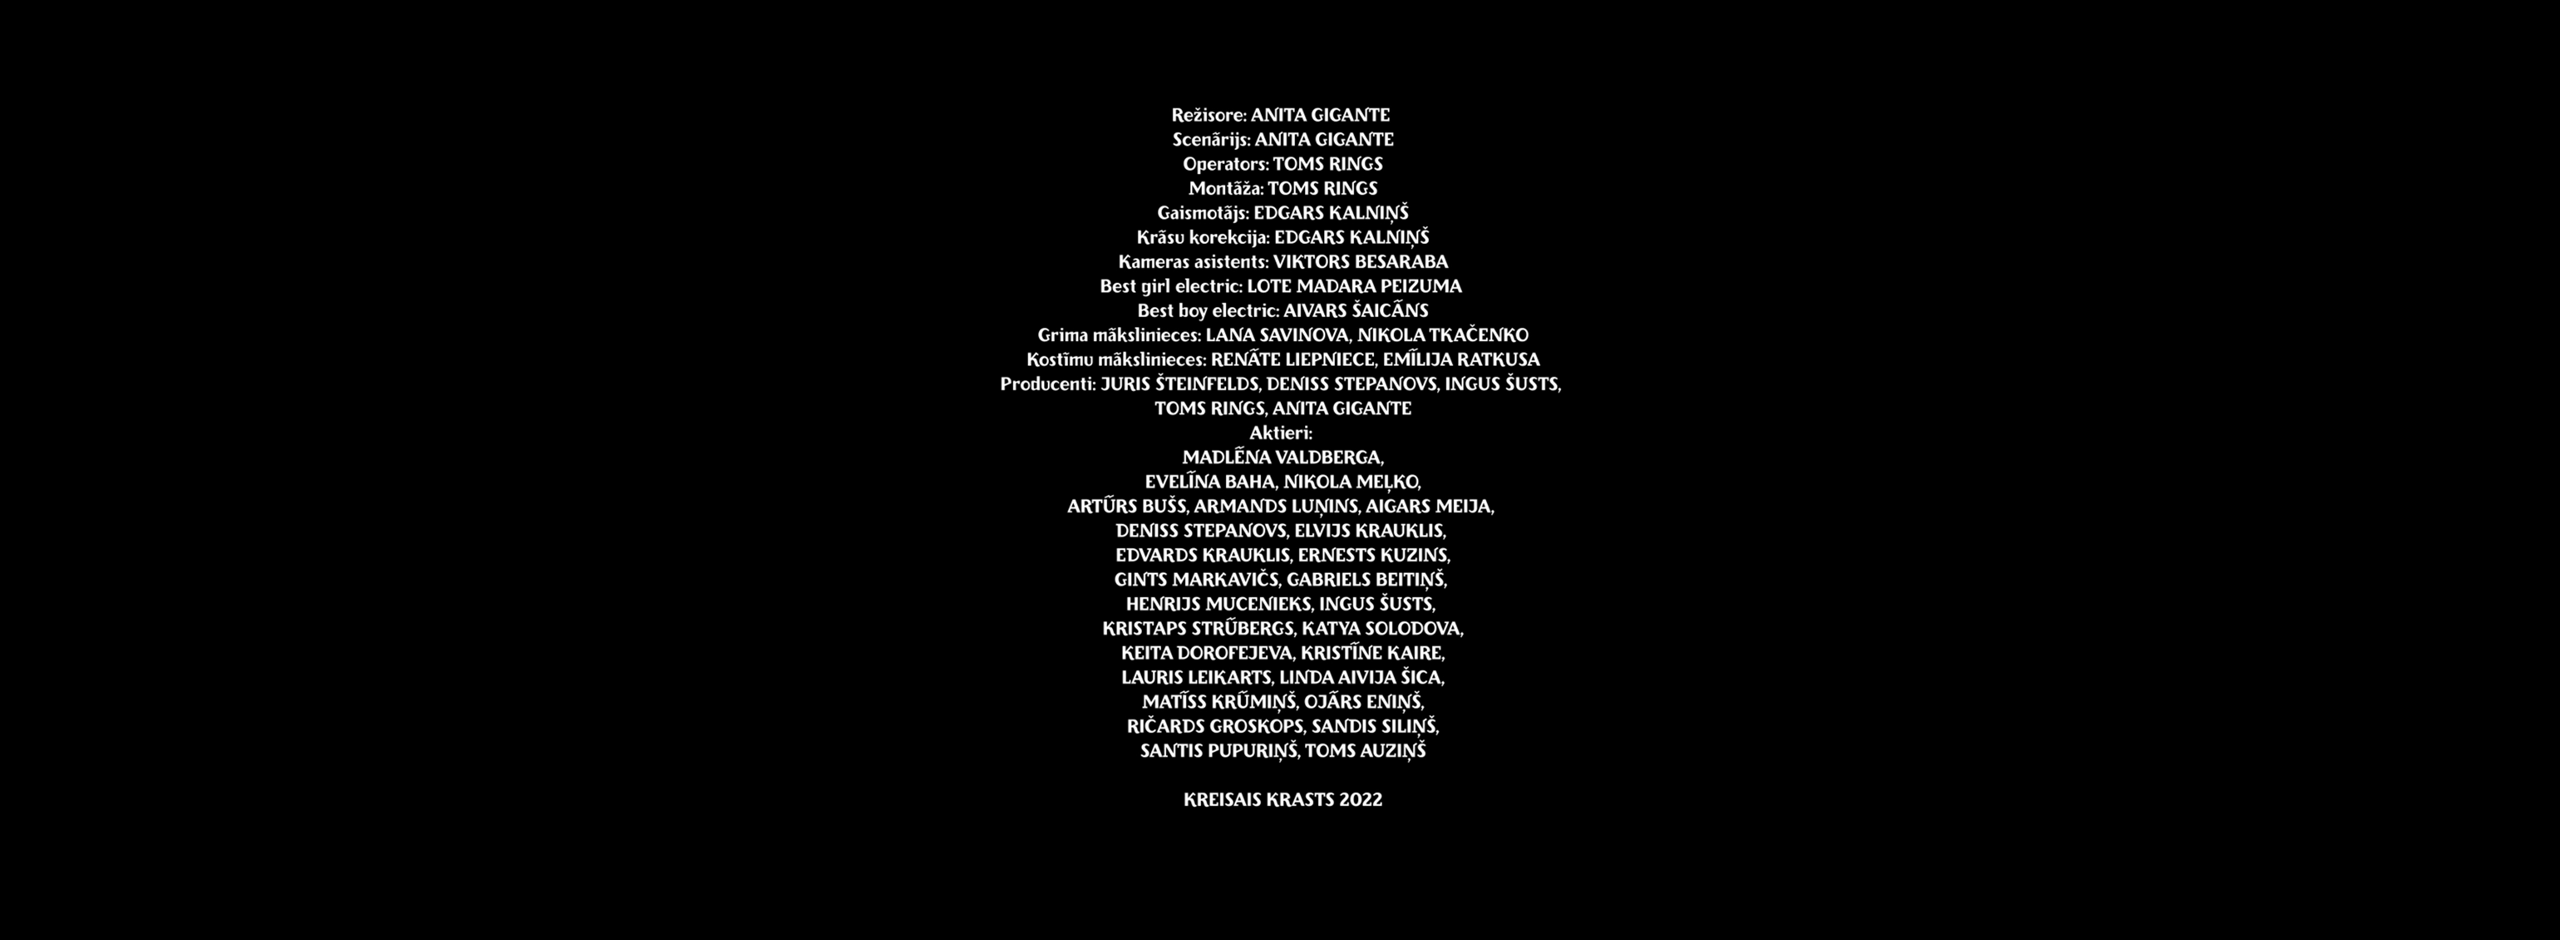 Režisore: ANITA GIGANTE
Scenārijs: ANITA GIGANTE
Operators: TOMS RINGS
Montāža: TOMS RINGS
Gaismotājs: EDGARS KALNIŅŠ
Krāsu korekcija: EDGARS KALNIŅŠ
Kameras asistents: VIKTORS BESARABA
Best girl electric: LOTE MADARA PEIZUMA
Best boy electric: AIVARS ŠAICĀNS
Grima mākslinieces: LANA SAVINOVA, NIKOLA TKAČENKO
Kostīmu mākslinieces: RENĀTE LIEPNIECE, EMĪLIJA RATKUSA
Producenti: JURIS ŠTEINFELDS, DENISS STEPANOVS, INGUS ŠUSTS,
TOMS RINGS, ANITA GIGANTE
Aktieri:
MADLĒNA VALDBERGA,
EVELĪNA BAHA, NIKOLA MEĻKO,
ARTŪRS BUŠS, ARMANDS LUŅINS, AIGARS MEIJA,
DENISS STEPANOVS, ELVIJS KRAUKLIS,
EDVARDS KRAUKLIS, ERNESTS KUZINS,
GINTS MARKAVIČS, GABRIELS BEITIŅŠ,
HENRIJS MUCENIEKS, INGUS ŠUSTS,
KRISTAPS STRŪBERGS, KATYA SOLODOVA,
KEITA DOROFEJEVA, KRISTĪNE KAIRE,
LAURIS LEIKARTS, LINDA AIVIJA ŠICA,
MATĪSS KRŪMIŅŠ, OJĀRS ENIŅŠ,
RIČARDS GROSKOPS, SANDIS SILIŅŠ,
SANTIS PUPURIŅŠ, TOMS AUZIŅŠ
KREISAIS KRASTS 2022